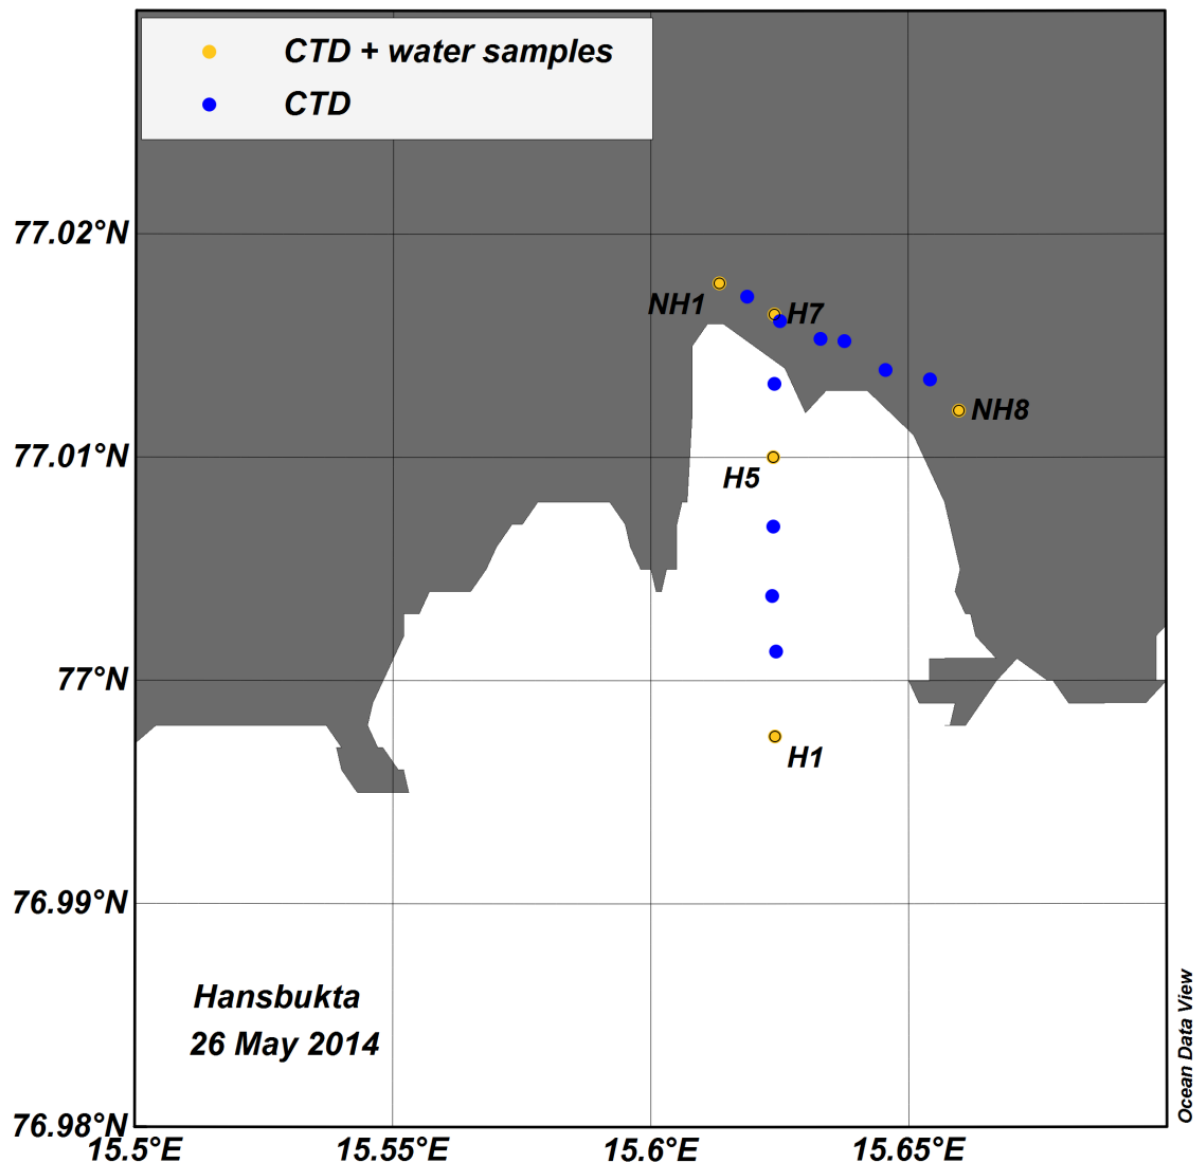 CTD + water samples
CTD
77.02°N
NH1
H7
NH8
77.01°N
H5
77°N
H1
76.99°N
Hansbukta
26 May 2014
Ocean Data View
76.98°N
15.5°E
15.55°E
15.6°E
15.65°E